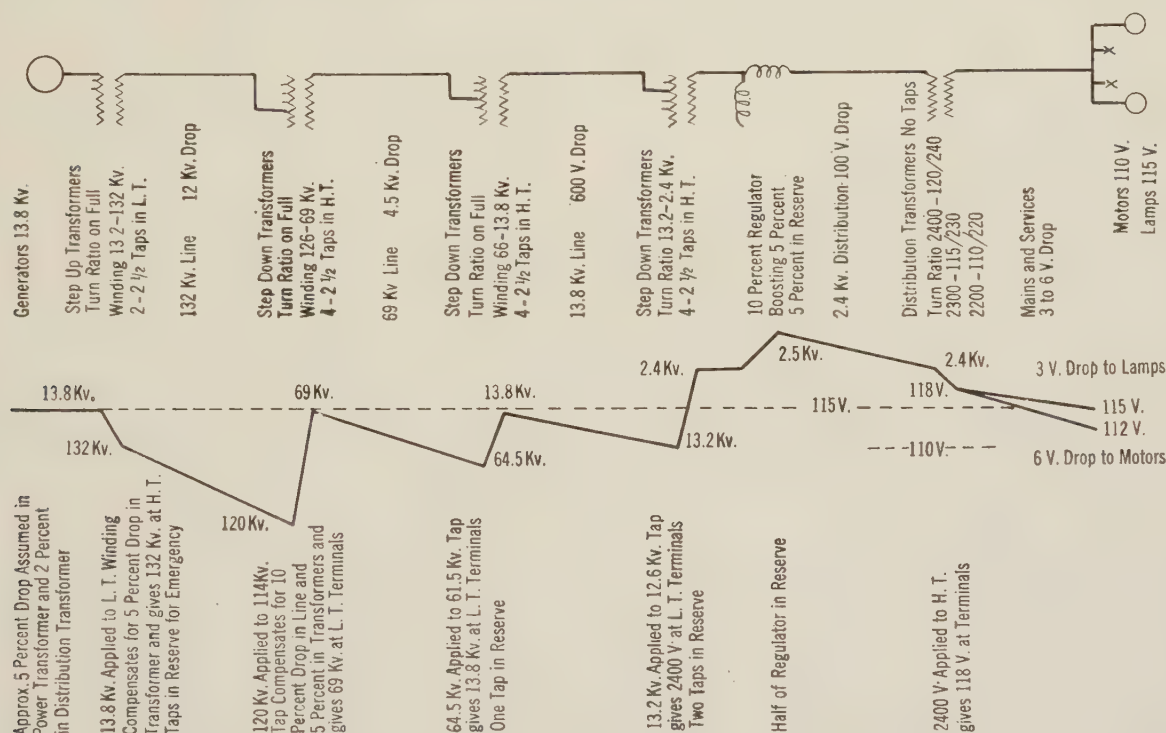 Generators 13.8 Kv.
Step Up Transformers
Turn Ratio on Full
Winding 13 2-132 Kv.
2 - 2 ½ Taps in L.T.
132 Kv. Line 12 Kv. Drop
Step Down Transformers
Turn Ratio on Full
Winding 126-69 Kv.
4 - 2 ½ Taps in H.T.
69 Kv Line 4.5 Kv. Drop
Step Down Transformers
Turn Ratio on Full
Winding 66-13.8 Kv.
4 - 2 ½ Taps in H.T.
13.8 Kv. Line 600 V. Drop
Step Down Transformers
Turn Ratio 13.2-2.4 Kv.
4 - 2 ½ Taps in H.T.
10 Percent Regulator
Boosting 5 Percent
5 Percent in Reserve
2.4 Kv. Distribution-100 V. Drop
Distribution Transformers No Taps
Turn Ratio 2400-120/240
2300-115/230
2200-110/220
Mains and Services
3 to 6 V. Drop
Motors 110 V.
Lamps 115 V.
13.8 Kv.
132 Kv.
120 Kv.
69 Kv.
64.5 Kv.
13.8 Kv.
13.2 Kv.
2.4 Kv.
2.5 Kv.
115 V.
2.4 Kv.
118 V.
110 V.
3 V. Drop to Lamps
115 V.
112 V.
6 V. Drop to Motors
Approx. 5 Percent Drop Assumed in
Power Transformer and 2 Percent
in Distribution Transformer
13.8 Kv. Applied to L. T. Winding
Compensates for 5 Percent Drop in
Transformer and gives 132 Kv. at H.T.
Taps in Reserve for Emergency
120 Kv. Applied to 114 Kv.
Tap Compensates for 10
Percent Drop in Line and
5 Percent in Transformers and
gives 69 Kv. at L. T. Terminals
64.5 Kv. Applied to 61.5 Kv. Tap
gives 13.8 Kv. at L. T. Terminals
One Tap in Reserve
13.2 Kv. Applied to 12.6 Kv. Tap
gives 2400 V. at L. T. Terminals
Two Taps in Reserve
Half of Regulator in Reserve
2400 V. Applied to H. T.
gives 118 V. at Terminals